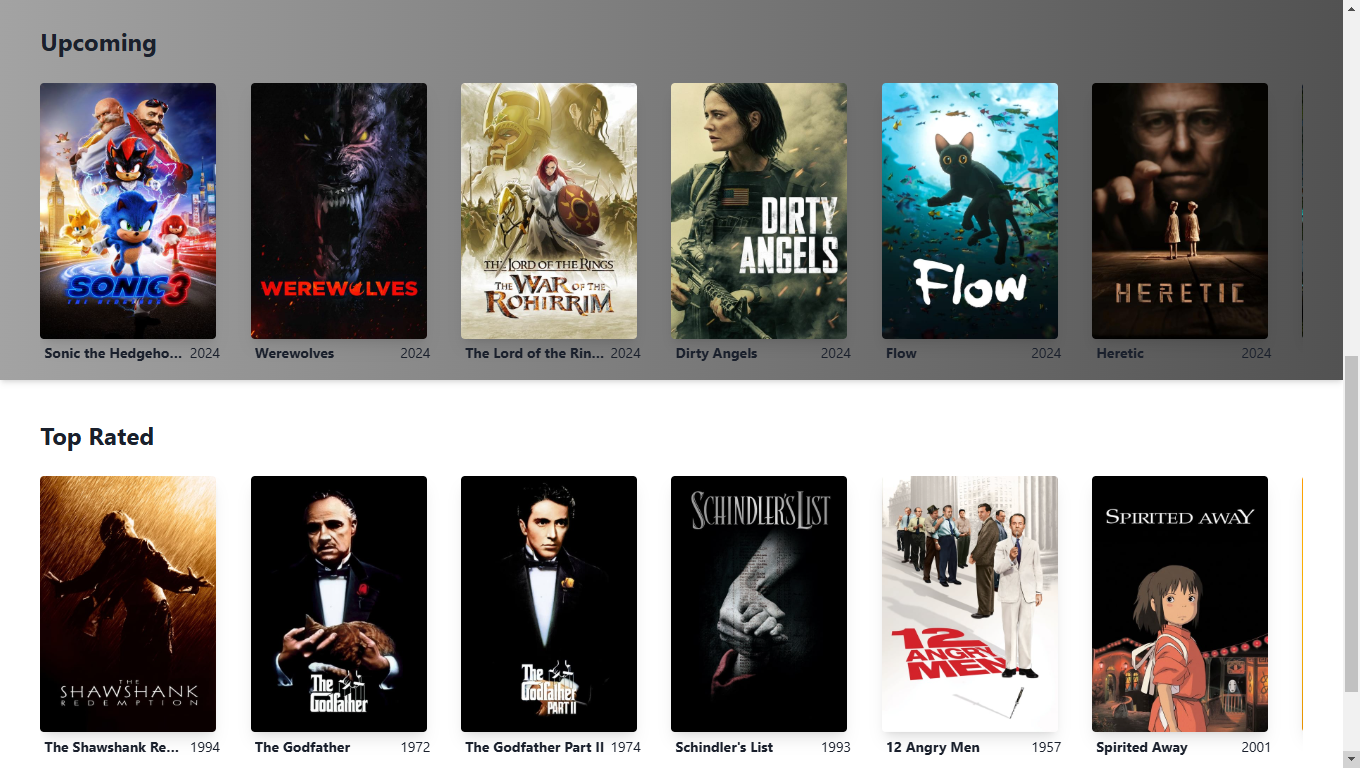 Upcoming
SONIC 3
THE HEDGEHOG
WEREWOLVES
THE LORD OF THE RINGS
THE WAR OF THE
ROHIRRIM
DIRTY
ANGELS
Flow
HERETIC
Sonic the Hedgeho... 2024
Werewolves 2024
The Lord of the Rin... 2024
Dirty Angels 2024
Flow 2024
Heretic 2024
Top Rated
THE
SHAWSHANK
REDEMPTION
The
Godfather
The
Godfather
PART II
SCHINDLER'S LIST
12
ANGRY
MEN
SPIRITED AWAY
The Shawshank Re... 1994
The Godfather 1972
The Godfather Part II 1974
Schindler's List 1993
12 Angry Men 1957
Spirited Away 2001